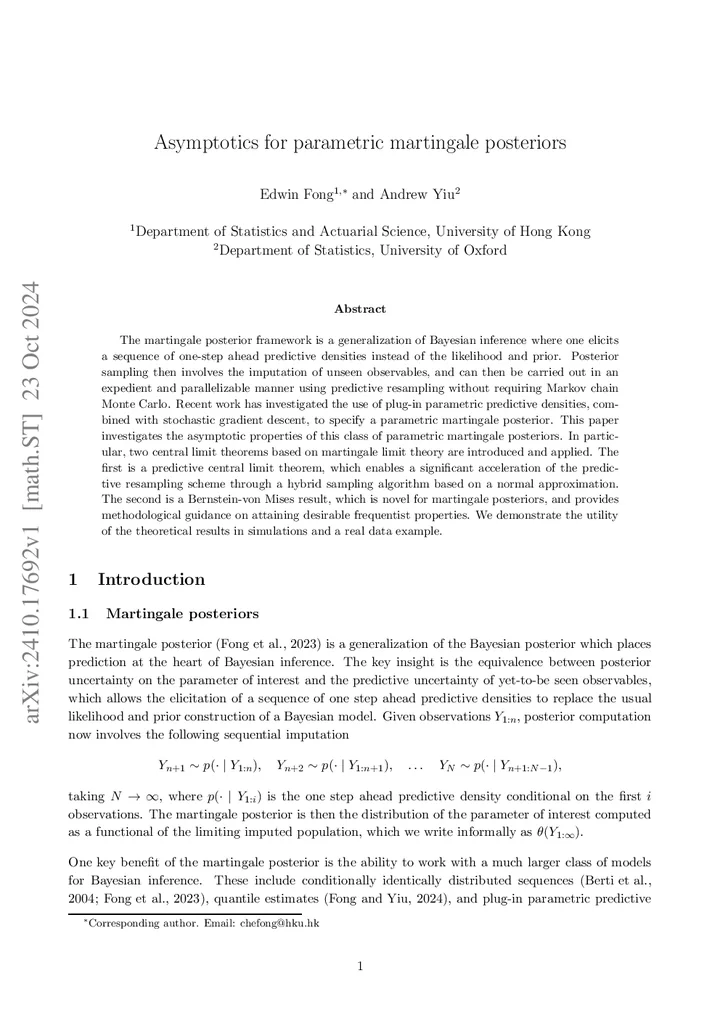 Asymptotics for parametric martingale posteriors
Edwin Fong1,* and Andrew Yiu2
1Department of Statistics and Actuarial Science, University of Hong Kong
2Department of Statistics, University of Oxford
Abstract
The martingale posterior framework is a generalization of Bayesian inference where one elicits
a sequence of one-step ahead predictive densities instead of the likelihood and prior. Posterior
sampling then involves the imputation of unseen observables, and can then be carried out in an
expedient and parallelizable manner using predictive resampling without requiring Markov chain
Monte Carlo. Recent work has investigated the use of plug-in parametric predictive densities, com-
bined with stochastic gradient descent, to specify a parametric martingale posterior. This paper
investigates the asymptotic properties of this class of parametric martingale posteriors. In partic-
ular, two central limit theorems based on martingale limit theory are introduced and applied. The
first is a predictive central limit theorem, which enables a significant acceleration of the predic-
tive resampling scheme through a hybrid sampling algorithm based on a normal approximation.
The second is a Bernstein-von Mises result, which is novel for martingale posteriors, and provides
methodological guidance on attaining desirable frequentist properties. We demonstrate the utility
of the theoretical results in simulations and a real data example.
1 Introduction
1.1 Martingale posteriors
The martingale posterior (Fong et al., 2023) is a generalization of the Bayesian posterior which places
prediction at the heart of Bayesian inference. The key insight is the equivalence between posterior
uncertainty on the parameter of interest and the predictive uncertainty of yet-to-be seen observables,
which allows the elicitation of a sequence of one step ahead predictive densities to replace the usual
likelihood and prior construction of a Bayesian model. Given observations Y1:n, posterior computation
now involves the following sequential imputation
Yn+1 ∼ p(· | Y1:n), Yn+2 ∼ p(· | Y1:n+1), … YN ∼ p(· | Yn+1:N−1),
taking N → ∞, where p(· | Y1:i) is the one step ahead predictive density conditional on the first i
observations. The martingale posterior is then the distribution of the parameter of interest computed
as a functional of the limiting imputed population, which we write informally as θ(Y1:∞).
One key benefit of the martingale posterior is the ability to work with a much larger class of models
for Bayesian inference. These include conditionally identically distributed sequences (Berti et al.,
2004; Fong et al., 2023), quantile estimates (Fong and Yiu, 2024), and plug-in parametric predictive
*Corresponding author. Email: chefong@hku.hk
1
arXiv:2410.17692v1 [math.ST] 23 Oct 2024